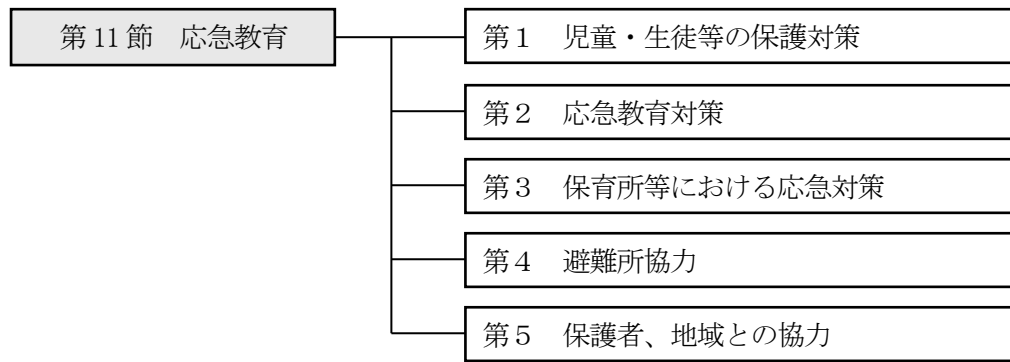 第11節　応急教育
第１　児童・生徒等の保護対策
第２　応急教育対策
第３　保育所等における応急対策
第４　避難所協力
第５　保護者、地域との協力